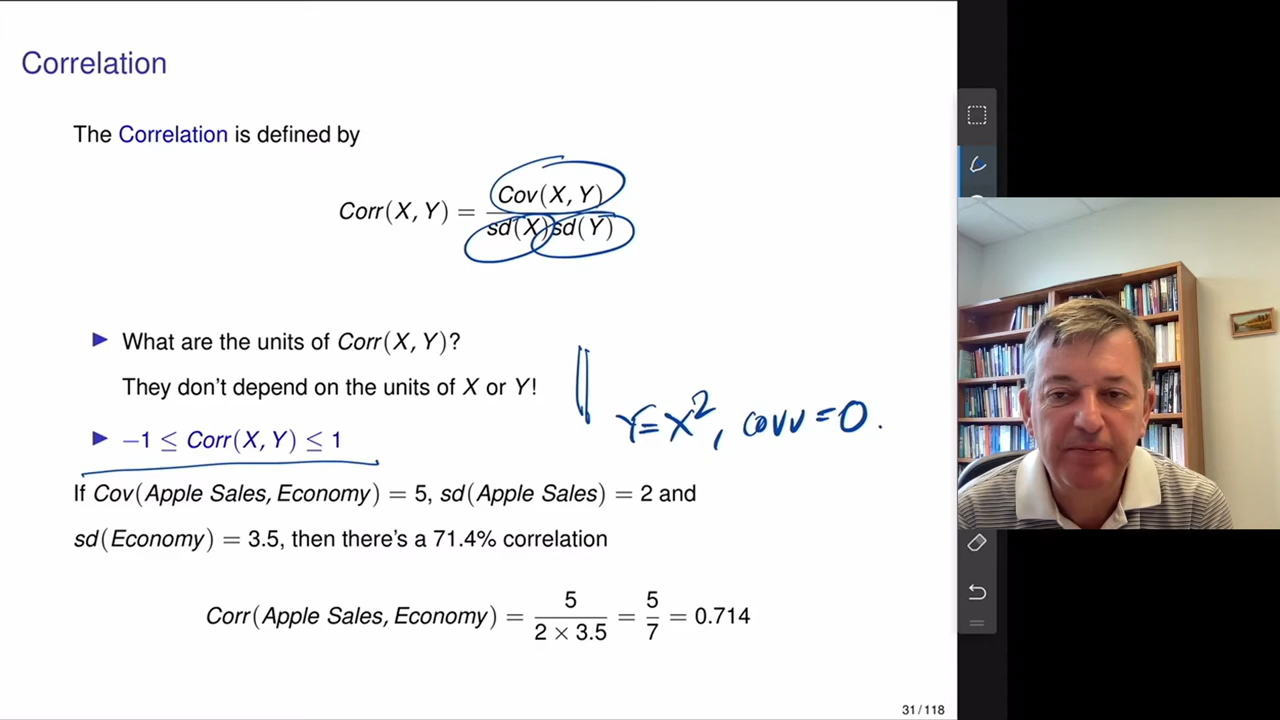 Correlation
The Correlation is defined by
Corr(X, Y) = Cov(X, Y) / sd(X)sd(Y)
► What are the units of Corr(X, Y)?
They don't depend on the units of X or Y!
Y=X², corr=0.
► −1 ≤ Corr(X, Y) ≤ 1
If Cov(Apple Sales, Economy) = 5, sd(Apple Sales) = 2 and
sd(Economy) = 3.5, then there's a 71.4% correlation
Corr(Apple Sales, Economy) = 5 / 2 × 3.5 = 5 / 7 = 0.714
31 / 118